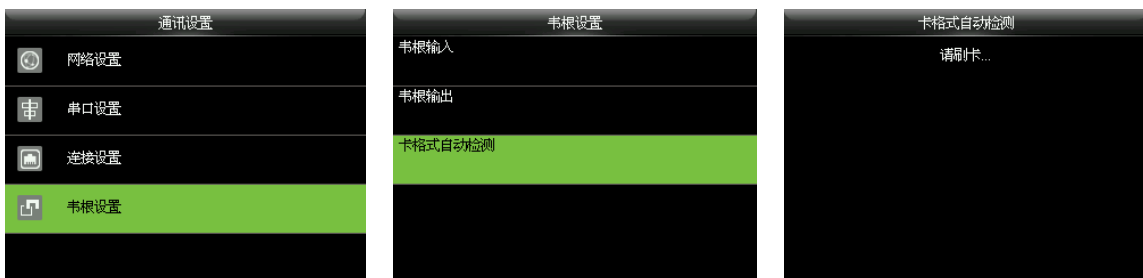 通讯设置
网络设置
串口设置
连接设置
韦根设置
韦根设置
韦根输入
韦根输出
卡格式自动检测
卡格式自动检测
请刷卡...